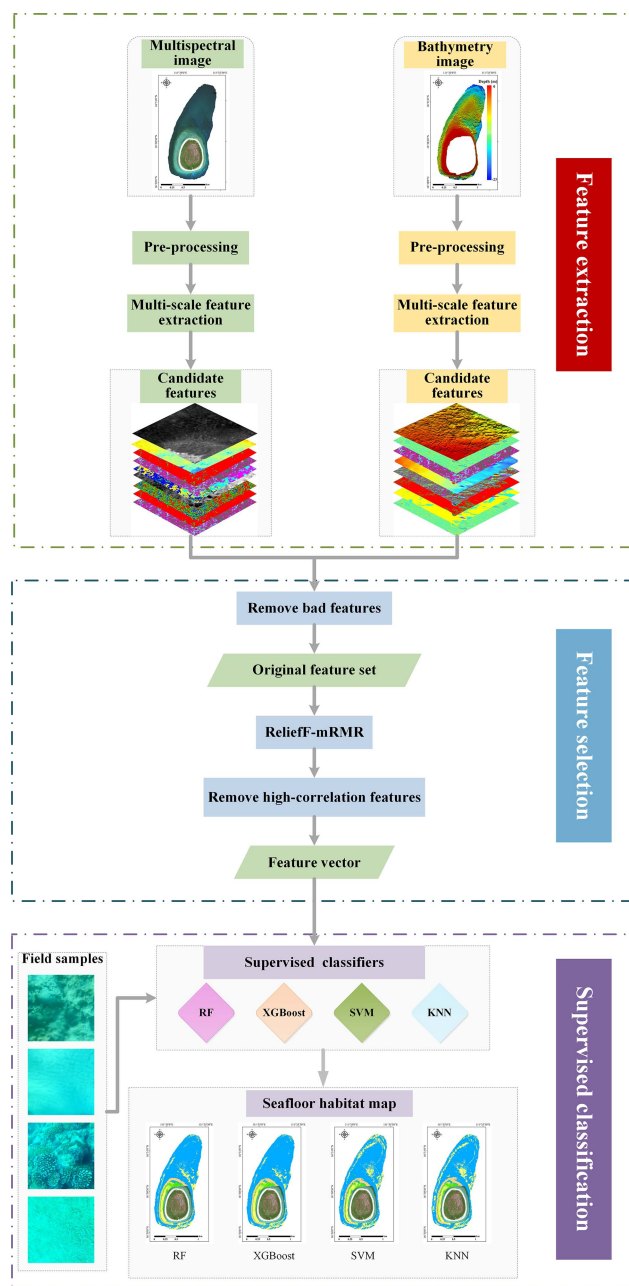 Multispectral
image
Bathymetry
image
Depth (m)
Pre-processing
Pre-processing
Multi-scale feature
extraction
Multi-scale feature
extraction
Candidate
features
Candidate
features
Feature extraction
Remove bad features
Original feature set
ReliefF-mRMR
Remove high-correlation features
Feature vector
Feature selection
Field samples
Supervised classifiers
RF
XGBoost
SVM
KNN
Seafloor habitat map
RF
XGBoost
SVM
KNN
Supervised classification